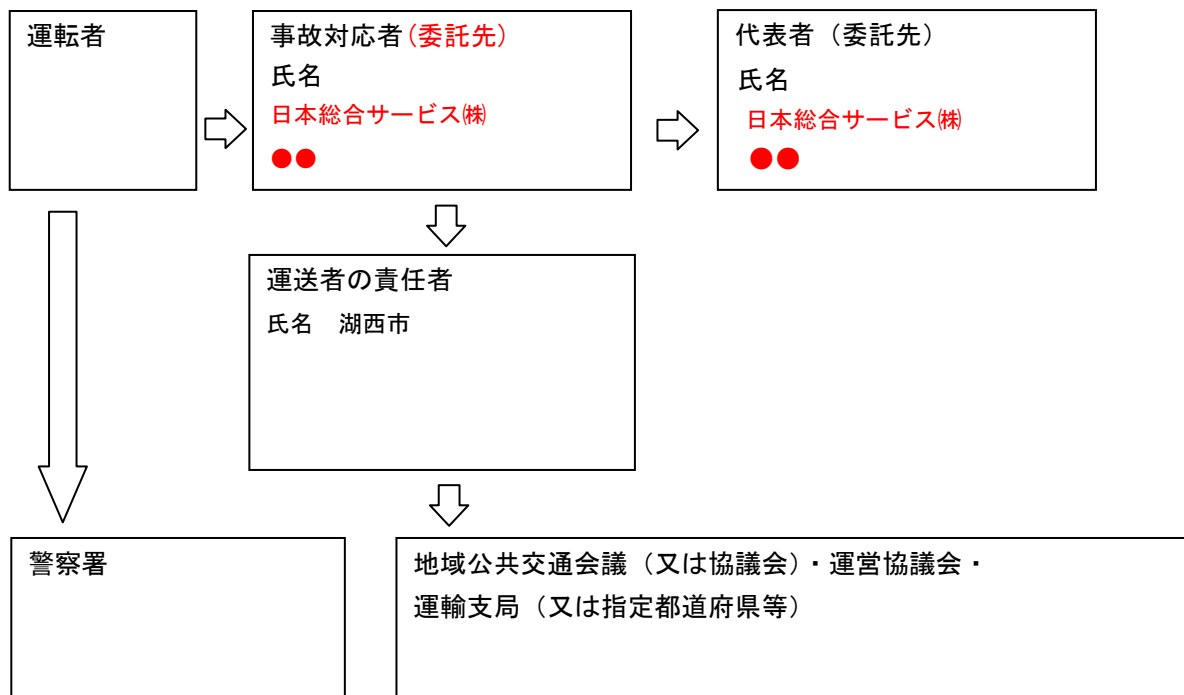 運転者
事故対応者(委託先)
氏名
日本総合サービス㈱
●●
代表者（委託先）
氏名
日本総合サービス㈱
●●
運送者の責任者
氏名　湖西市
警察署
地域公共交通会議（又は協議会）・運営協議会・
運輸支局（又は指定都道府県等）